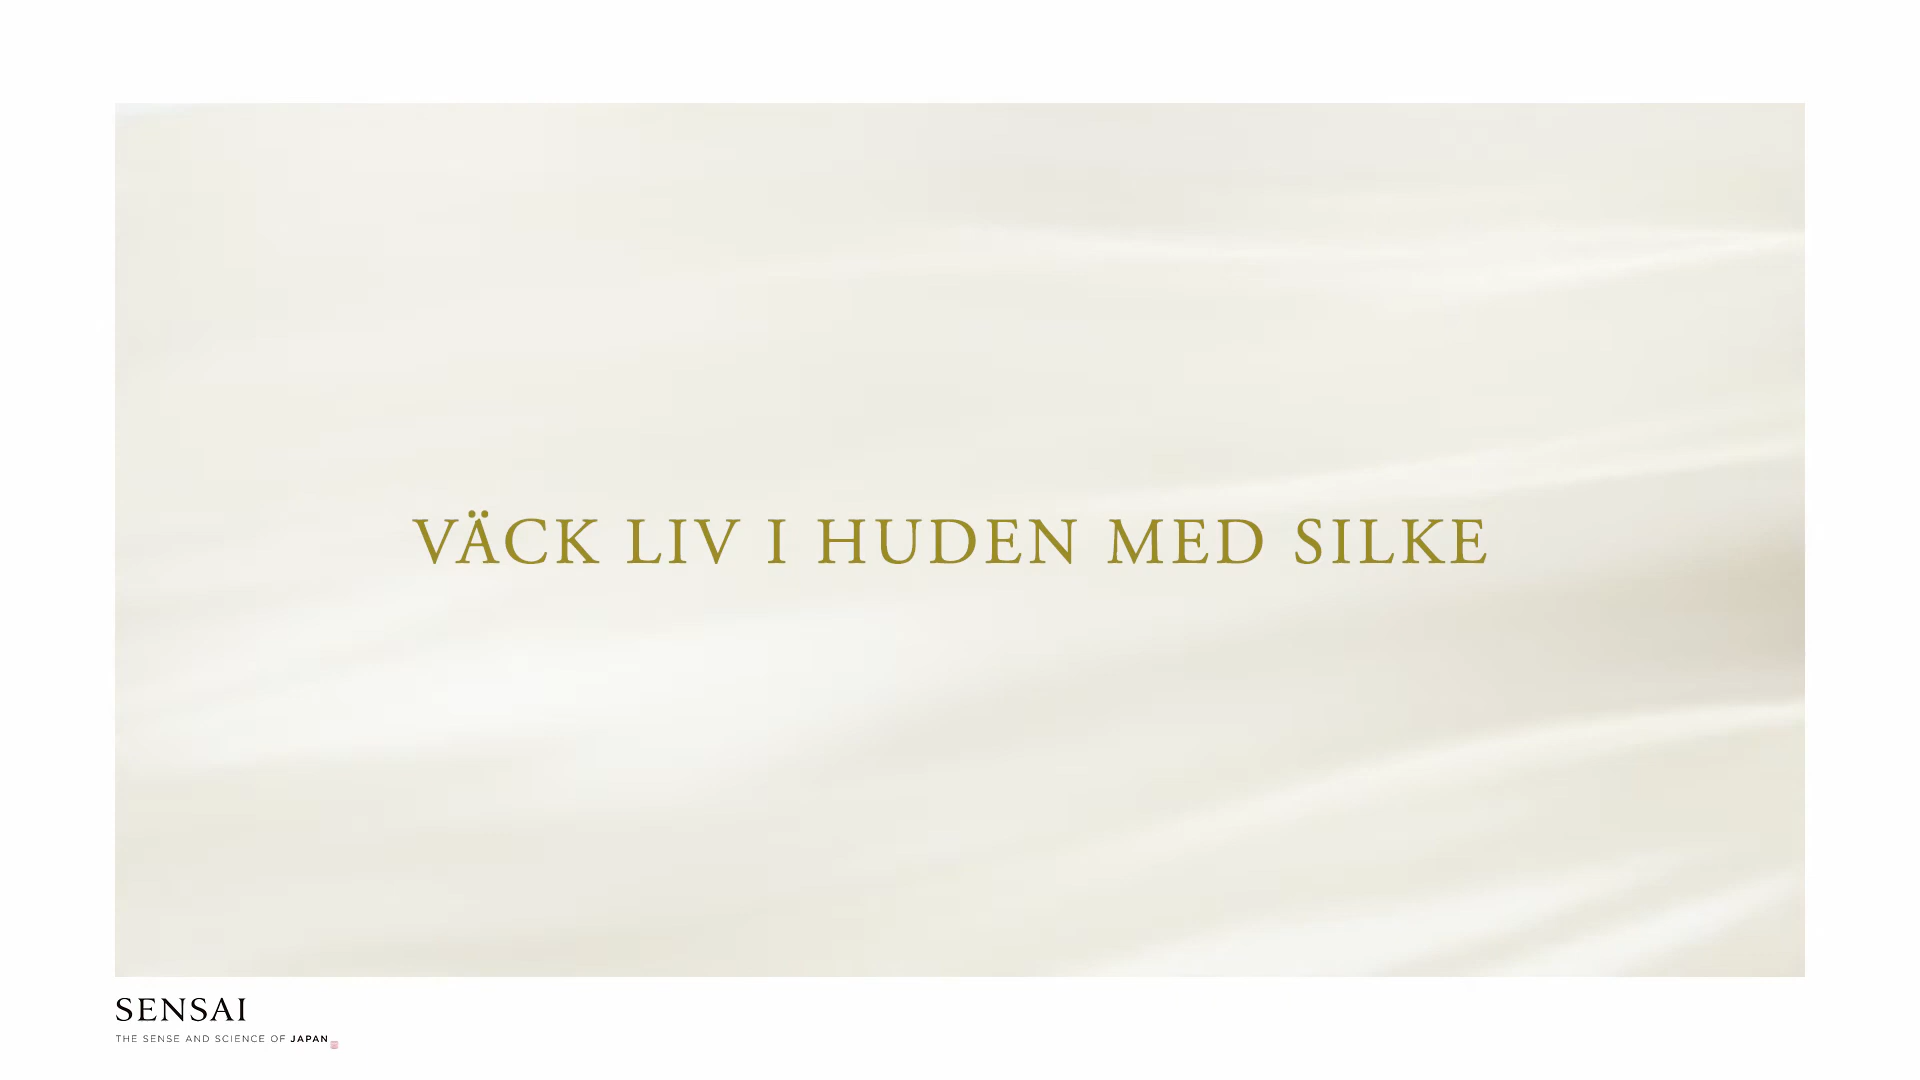 VÄCK LIV I HUDEN MED SILKE
SENSAI
THE SENSE AND SCIENCE OF JAPAN